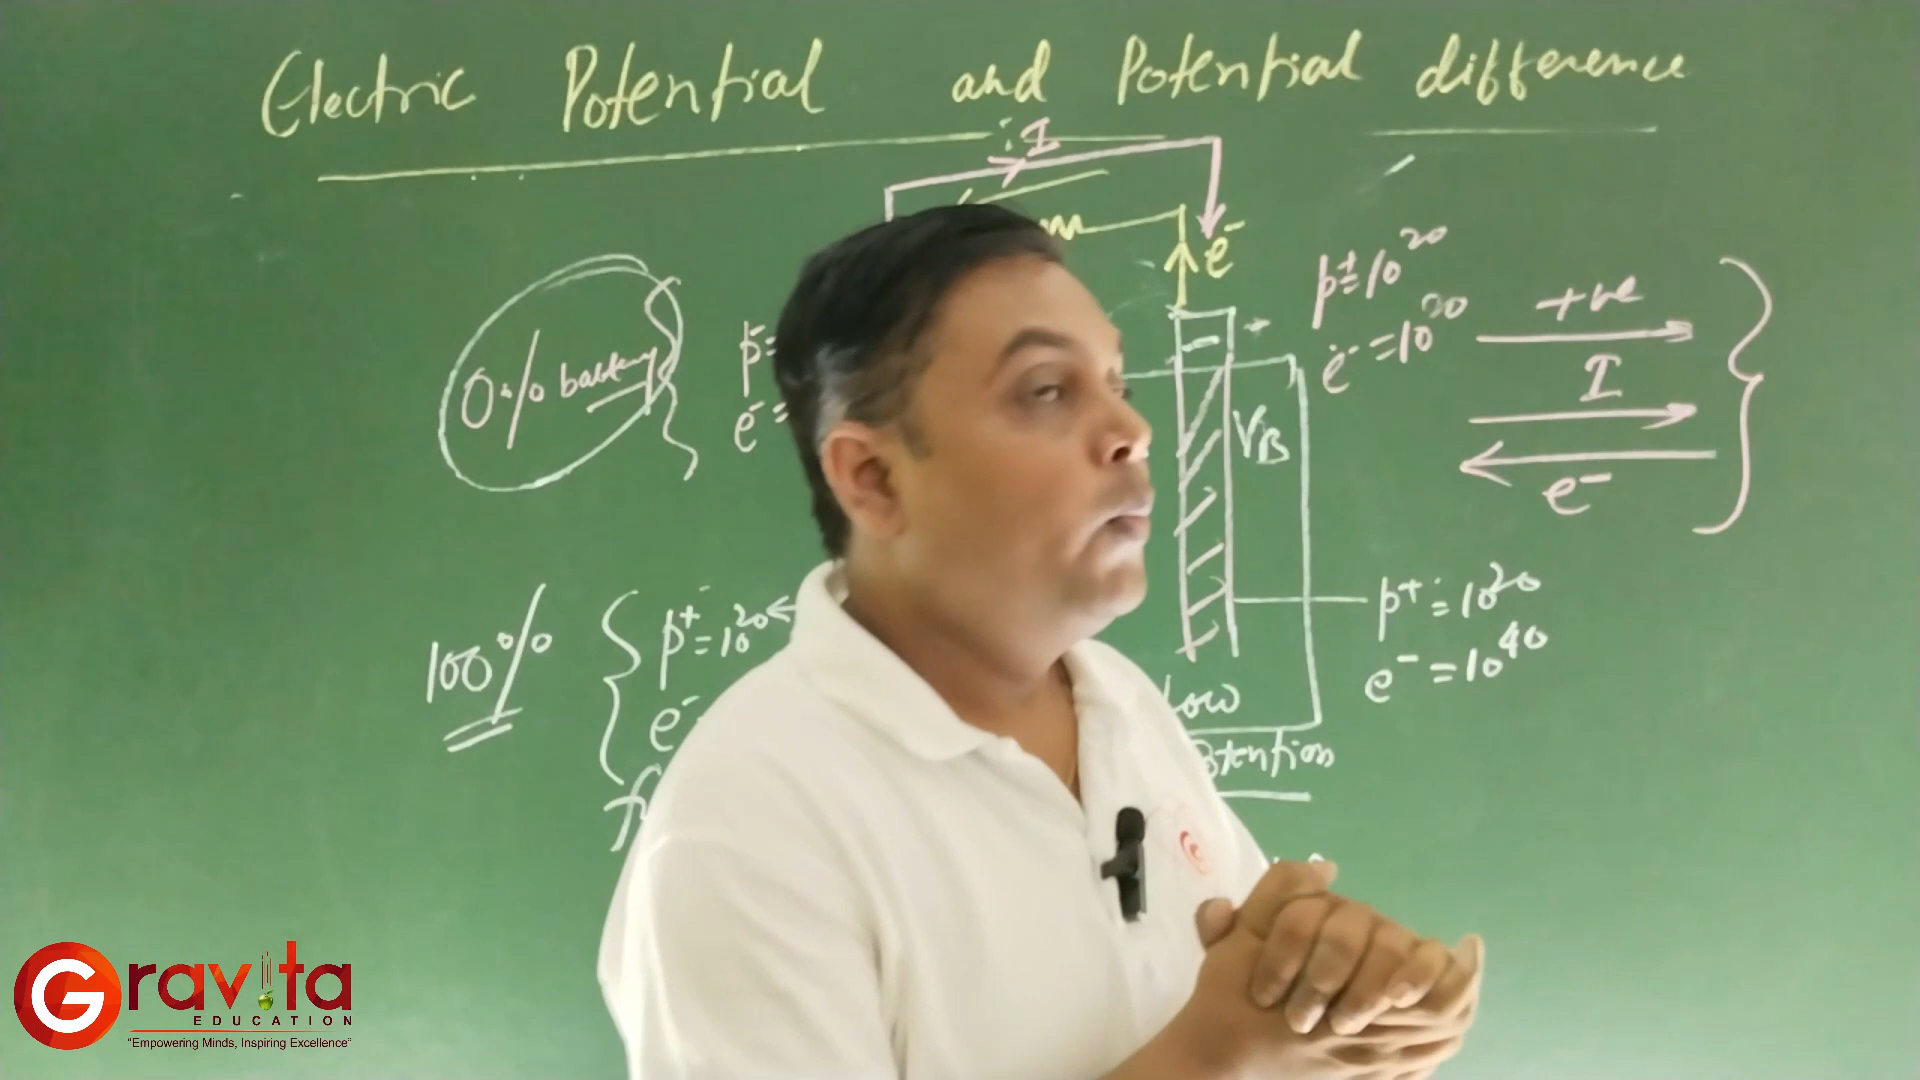 Electric Potential and Potential difference
I
e⁻
p⁺=10²⁰
e⁻=10²⁰
+ve
I
e⁻
0% battery
p
e⁻=
V_B
100%
p⁺=10²⁰
e⁻
p⁺=10²⁰
e⁻=10⁴⁰
Low
Gravita
EDUCATION
"Empowering Minds, Inspiring Excellence"